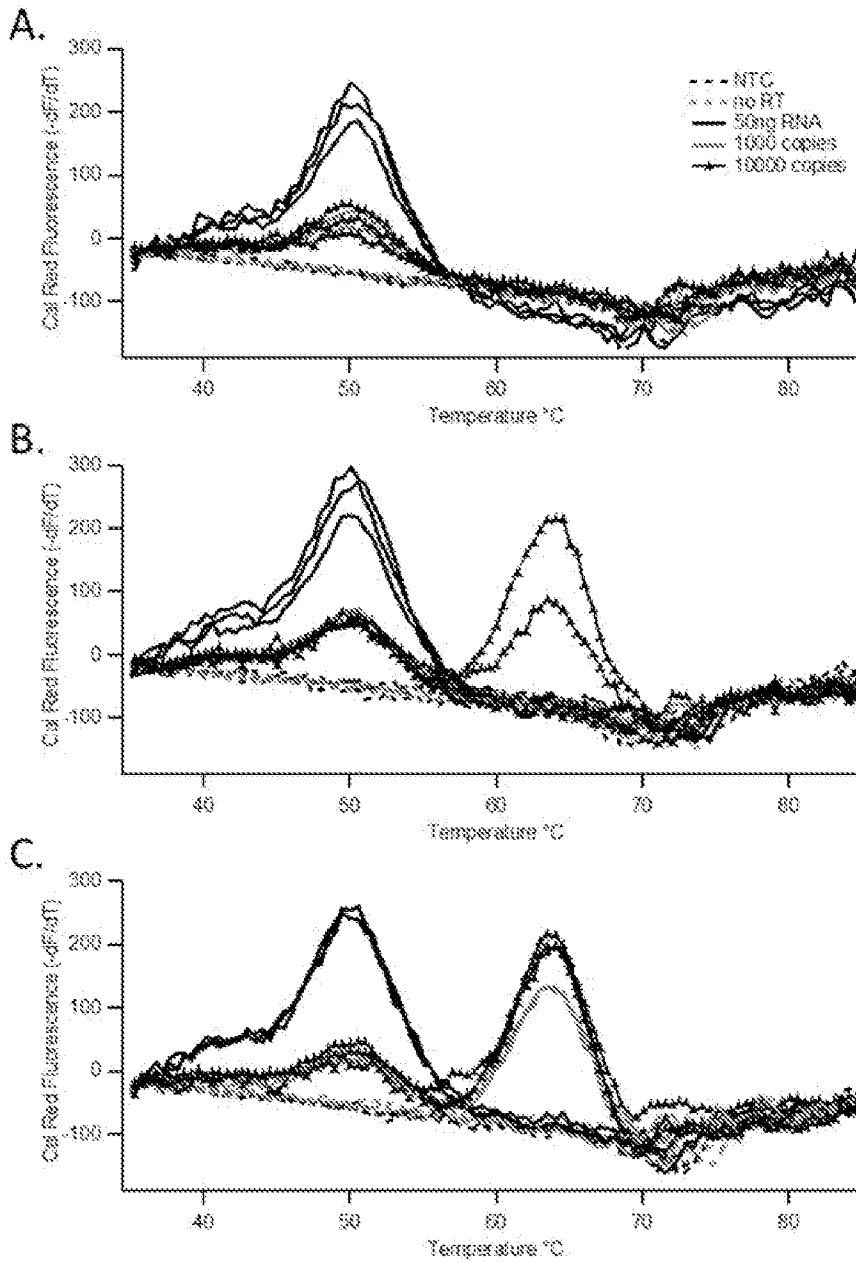 A.
300
200
100
0
-100
Cal Red Fluorescence (-dF/dT)
NTC
no RT
50ng RNA
1000 copies
10000 copies
40
50
60
70
80
Temperature °C
B.
300
200
100
0
-100
Cal Red Fluorescence (-dF/dT)
40
50
60
70
80
Temperature °C
C.
300
200
100
0
-100
Cal Red Fluorescence (-dF/dT)
40
50
60
70
80
Temperature °C